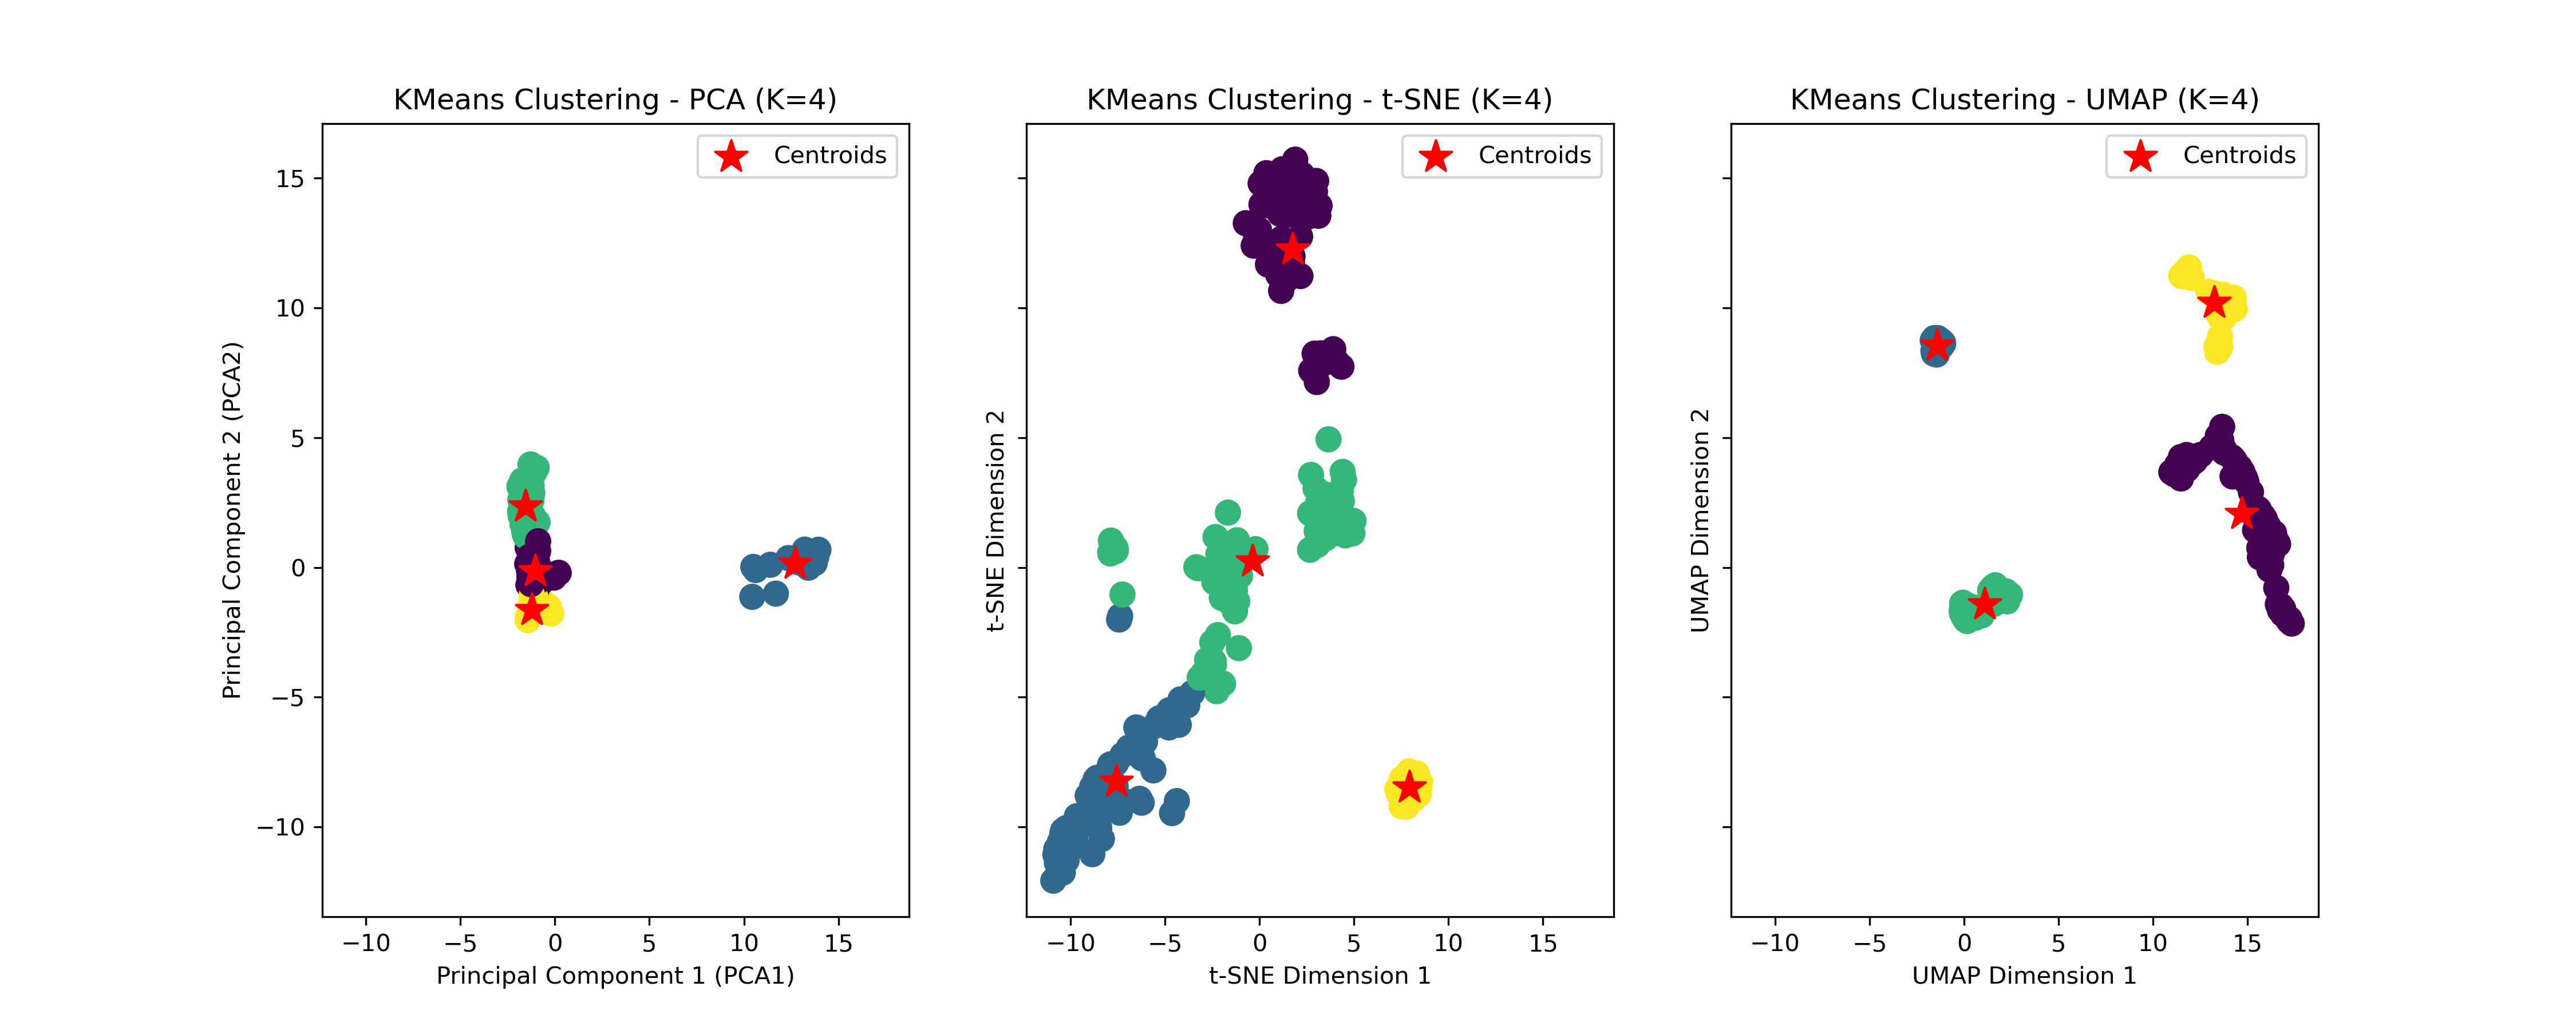 KMeans Clustering - PCA (K=4)
Centroids
15
10
5
0
−5
−10
Principal Component 2 (PCA2)
−10 −5 0 5 10 15
Principal Component 1 (PCA1)
KMeans Clustering - t-SNE (K=4)
Centroids
t-SNE Dimension 2
−10 −5 0 5 10 15
t-SNE Dimension 1
KMeans Clustering - UMAP (K=4)
Centroids
UMAP Dimension 2
−10 −5 0 5 10 15
UMAP Dimension 1